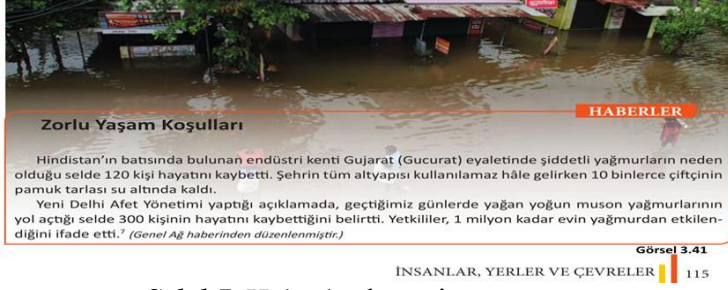 HABERLER
Zorlu Yaşam Koşulları
Hindistan'ın batısında bulunan endüstri kenti Gujarat (Gucurat) eyaletinde şiddetli yağmurların neden
olduğu selde 120 kişi hayatını kaybetti. Şehrin tüm altyapısı kullanılamaz hâle gelirken 10 binlerce çiftçinin
pamuk tarlası su altında kaldı.
Yeni Delhi Afet Yönetimi yaptığı açıklamada, geçtiğimiz günlerde yağan yoğun muson yağmurlarının
yol açtığı selde 300 kişinin hayatını kaybettiğini belirtti. Yetkililer, 1 milyon kadar evin yağmurdan etkilen-
diğini ifade etti.⁷ (Genel Ağ haberinden düzenlenmiştir.)
Görsel 3.41
İNSANLAR, YERLER VE ÇEVRELER 115